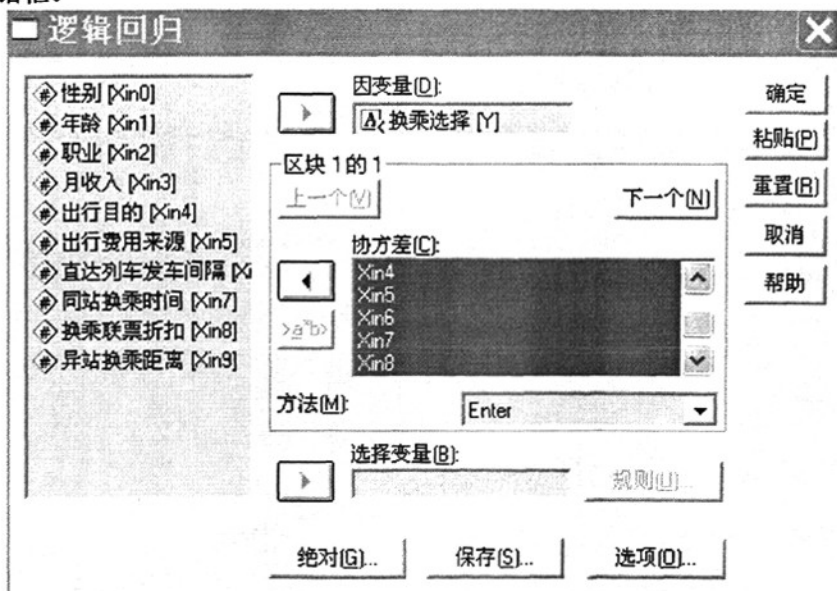 逻辑回归
性别 [Xin0]
年龄 [Xin1]
职业 [Xin2]
月收入 [Xin3]
出行目的 [Xin4]
出行费用来源 [Xin5]
直达列车发车间隔 [Xi
同站换乘时间 [Xin7]
换乘联票折扣 [Xin8]
异站换乘距离 [Xin9]
因变量(D):
换乘选择 [Y]
区块 1 的 1
上一个(V)
下一个(N)
协方差(C):
Xin4
Xin5
Xin6
Xin7
Xin8
>a*b>
方法(M):
Enter
选择变量(B):
规则(U)...
绝对(G)...
保存(S)...
选项(O)...
确定
粘贴(P)
重置(R)
取消
帮助